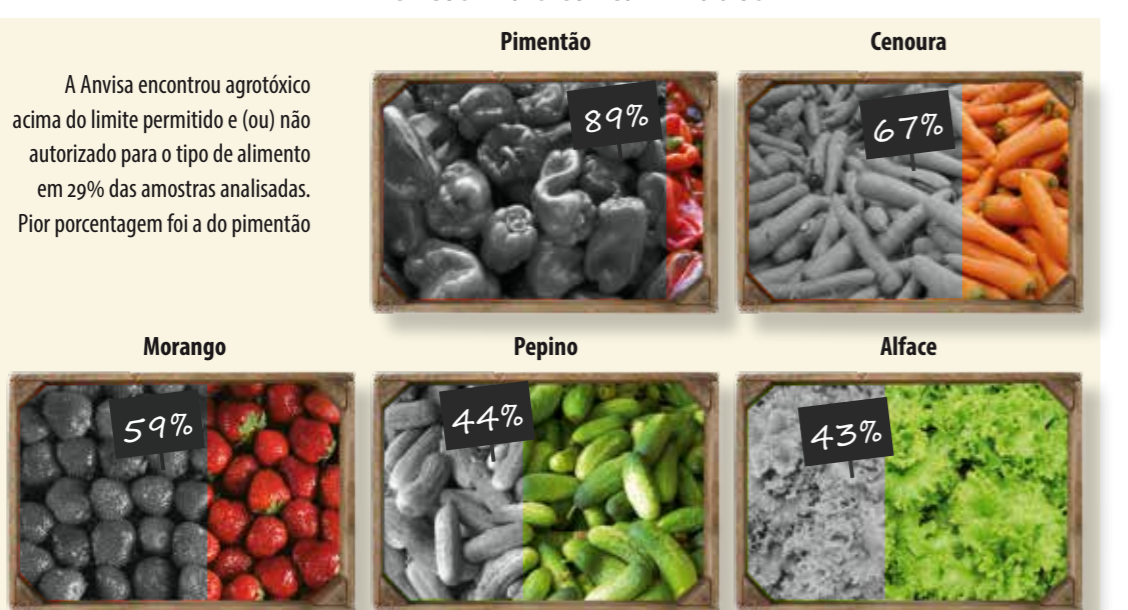 Pimentão
Cenoura
A Anvisa encontrou agrotóxico
acima do limite permitido e (ou) não
autorizado para o tipo de alimento
em 29% das amostras analisadas.
Pior porcentagem foi a do pimentão
89%
67%
Morango
Pepino
Alface
59%
44%
43%